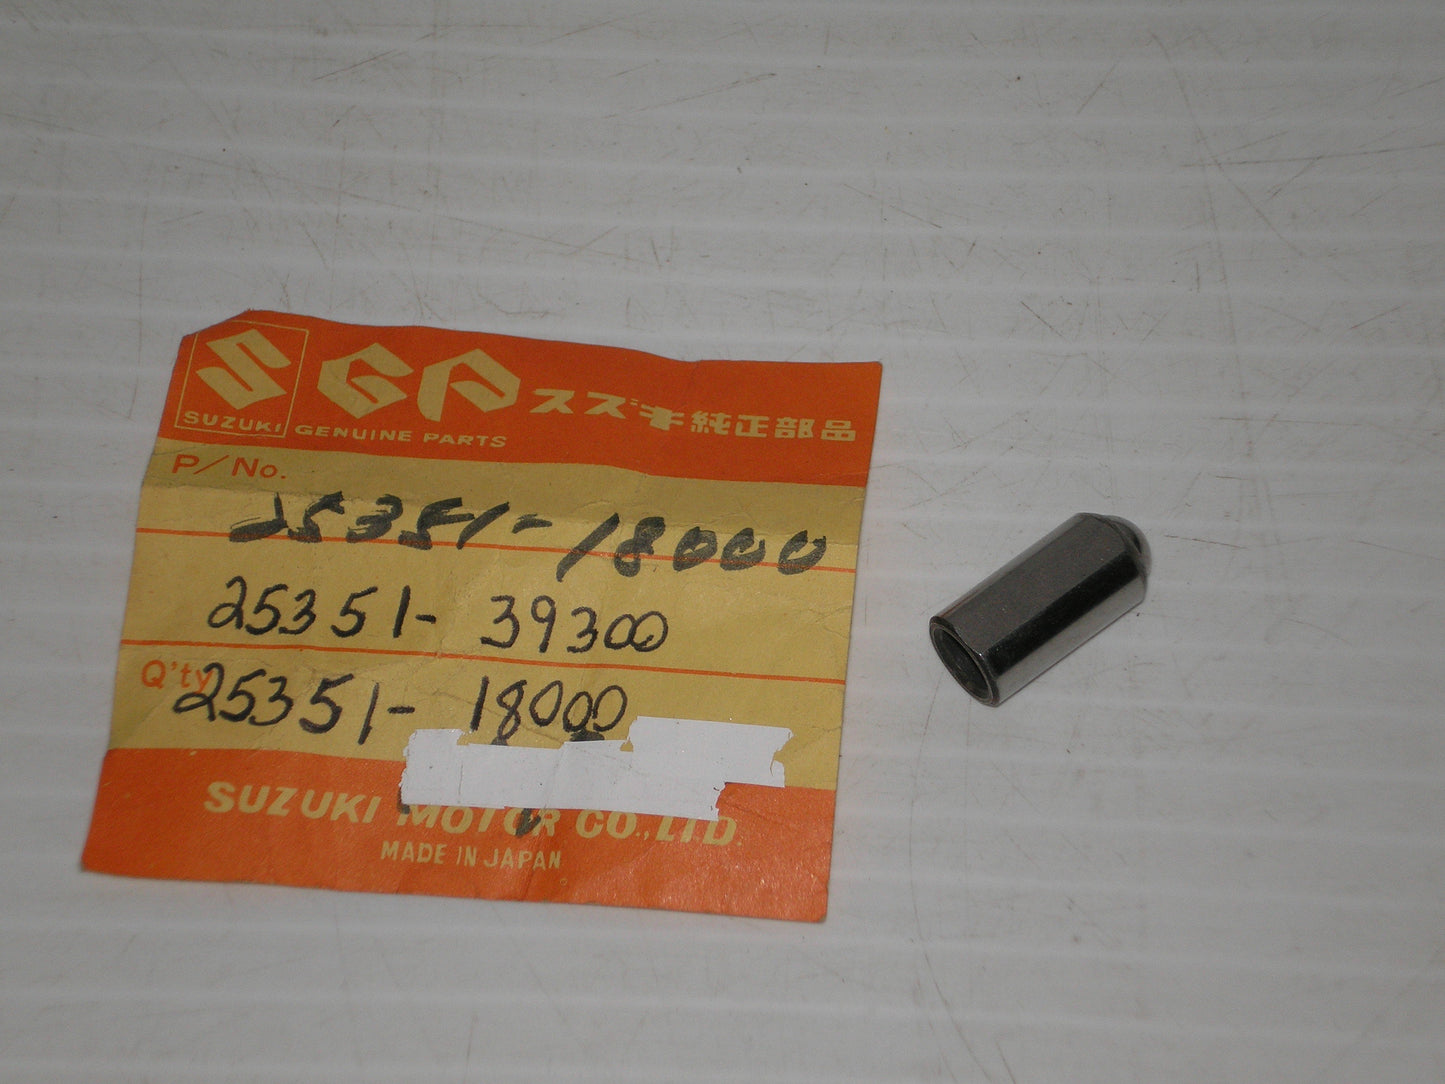 SGP スズキ純正部品
SUZUKI GENUINE PARTS
P/No.
25351-18000
25351-39300
Q'ty 25351-18000
SUZUKI MOTOR CO., LTD.
MADE IN JAPAN